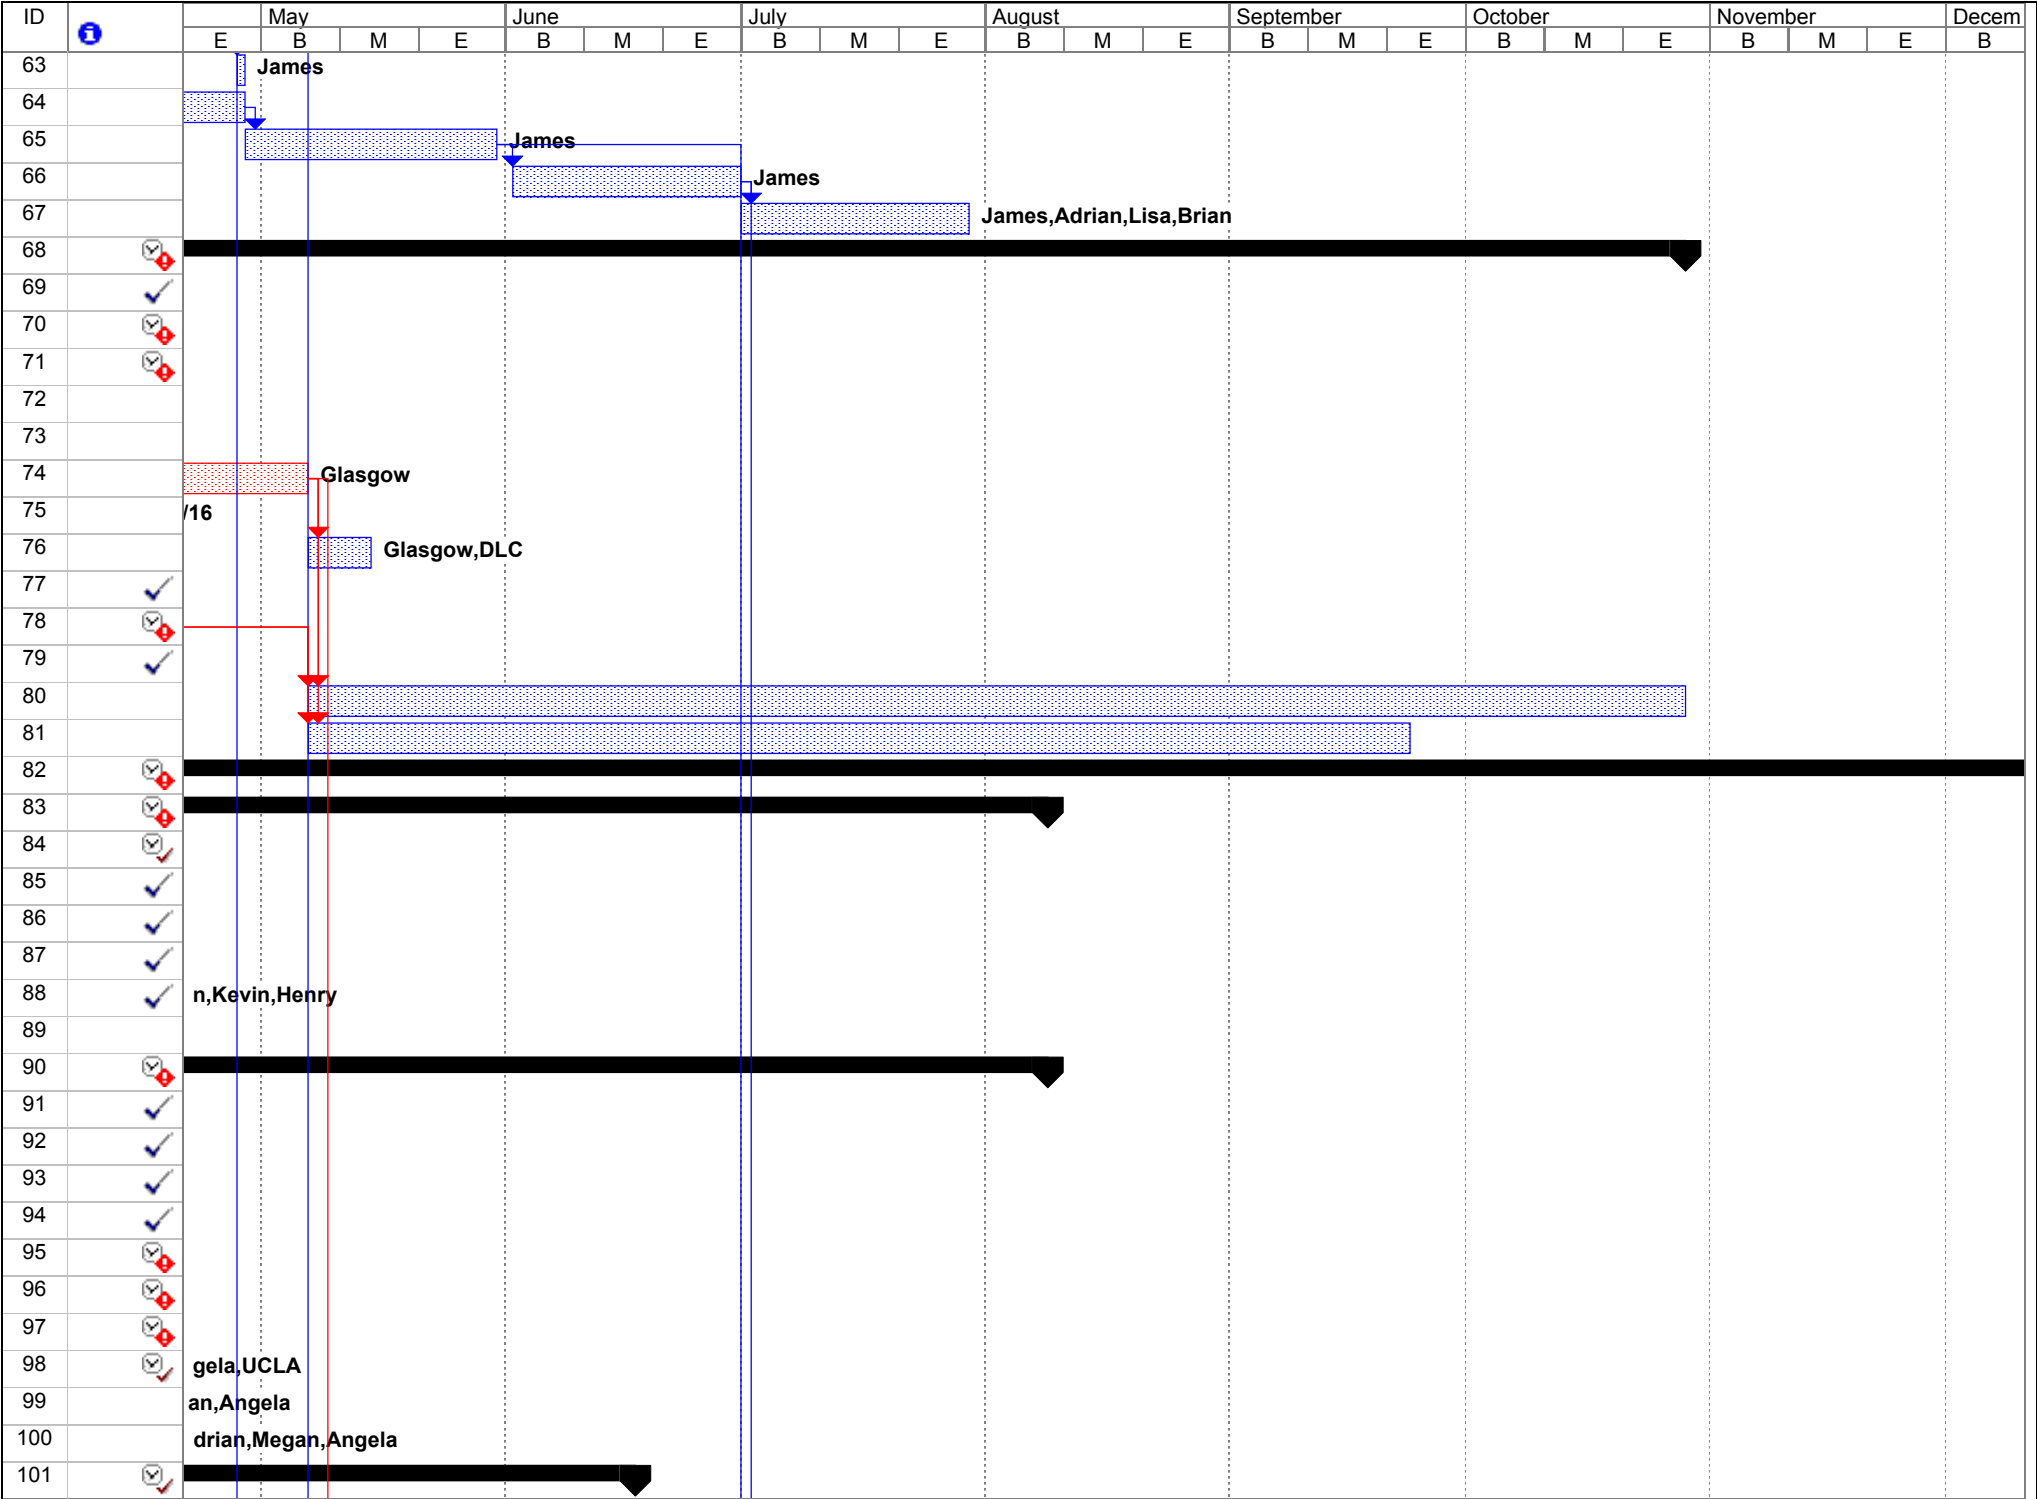 ID May June July August September October November Decem
E B M E B M E B M E B M E B M E B M E B M E B
63 James
64
65 James
66 James
67 James,Adrian,Lisa,Brian
68
69
70
71
72
73
74 Glasgow
75 /16
76 Glasgow,DLC
77
78
79
80
81
82
83
84
85
86
87
88 n,Kevin,Henry
89
90
91
92
93
94
95
96
97
98 gela,UCLA
99 an,Angela
100 drian,Megan,Angela
101